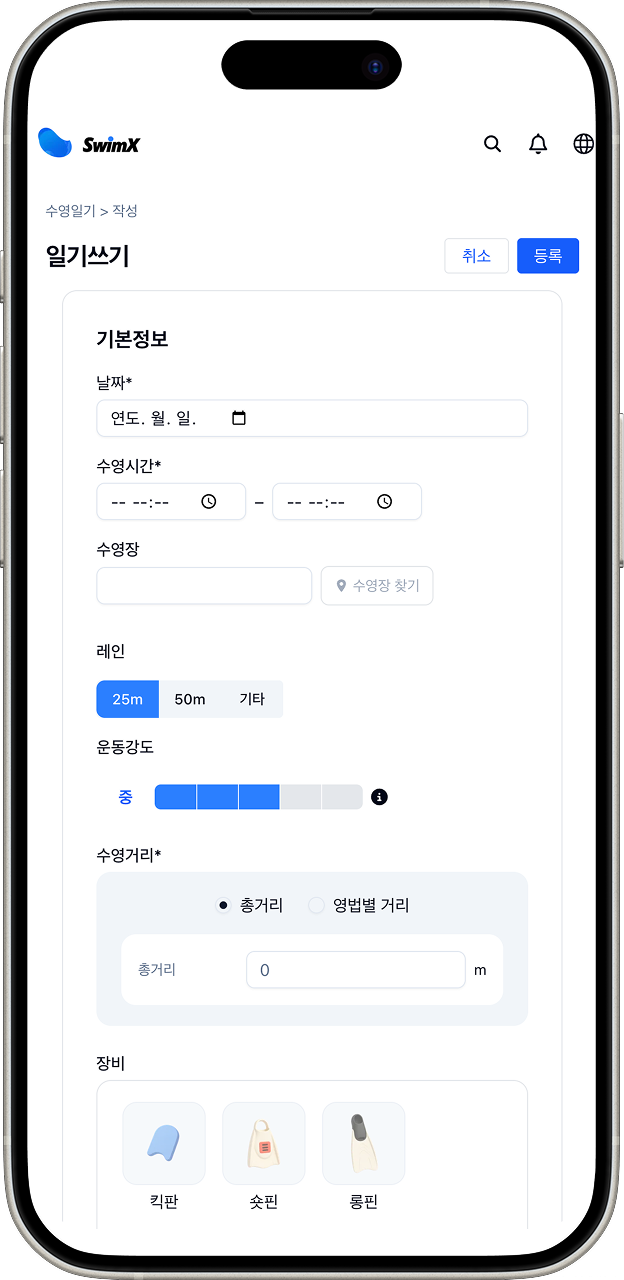 SwimX
수영일기 > 작성
일기쓰기
취소
등록
기본정보
날짜*
연도. 월. 일.
수영시간*
-- --:-- – -- --:--
수영장
수영장 찾기
레인
25m 50m 기타
운동강도
중
수영거리*
총거리 영법별 거리
총거리 0 m
장비
킥판 숏핀 롱핀